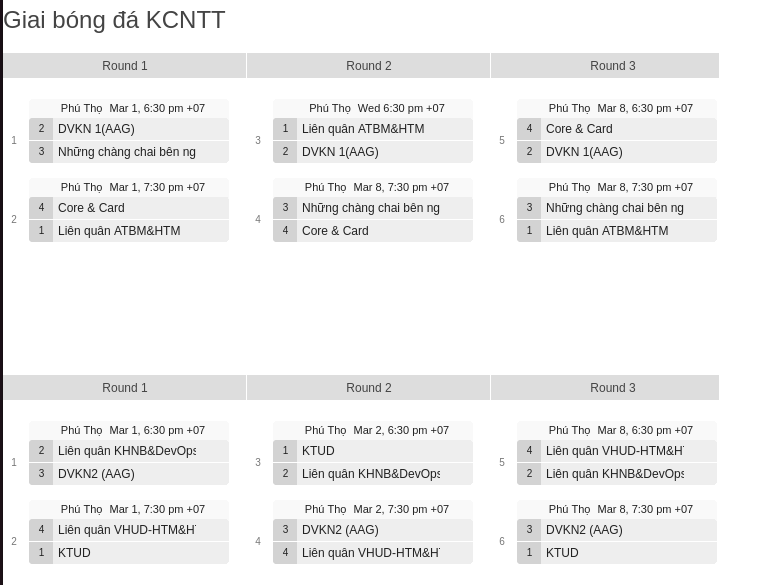 Giai bóng đá KCNTT
Round 1 Round 2 Round 3
Phú Thọ Mar 1, 6:30 pm +07 Phú Thọ Wed 6:30 pm +07 Phú Thọ Mar 8, 6:30 pm +07
2 DVKN 1(AAG) 1 Liên quân ATBM&HTM 4 Core & Card
1 3 5
3 Những chàng chai bên ng 2 DVKN 1(AAG) 2 DVKN 1(AAG)
Phú Thọ Mar 1, 7:30 pm +07 Phú Thọ Mar 8, 7:30 pm +07 Phú Thọ Mar 8, 7:30 pm +07
4 Core & Card 3 Những chàng chai bên ng 3 Những chàng chai bên ng
2 4 6
1 Liên quân ATBM&HTM 4 Core & Card 1 Liên quân ATBM&HTM
Round 1 Round 2 Round 3
Phú Thọ Mar 1, 6:30 pm +07 Phú Thọ Mar 2, 6:30 pm +07 Phú Thọ Mar 8, 6:30 pm +07
2 Liên quân KHNB&DevOps 1 KTUD 4 Liên quân VHUD-HTM&H
1 3 5
3 DVKN2 (AAG) 2 Liên quân KHNB&DevOps 2 Liên quân KHNB&DevOps
Phú Thọ Mar 1, 7:30 pm +07 Phú Thọ Mar 2, 7:30 pm +07 Phú Thọ Mar 8, 7:30 pm +07
4 Liên quân VHUD-HTM&H 3 DVKN2 (AAG) 3 DVKN2 (AAG)
2 4 6
1 KTUD 4 Liên quân VHUD-HTM&H 1 KTUD